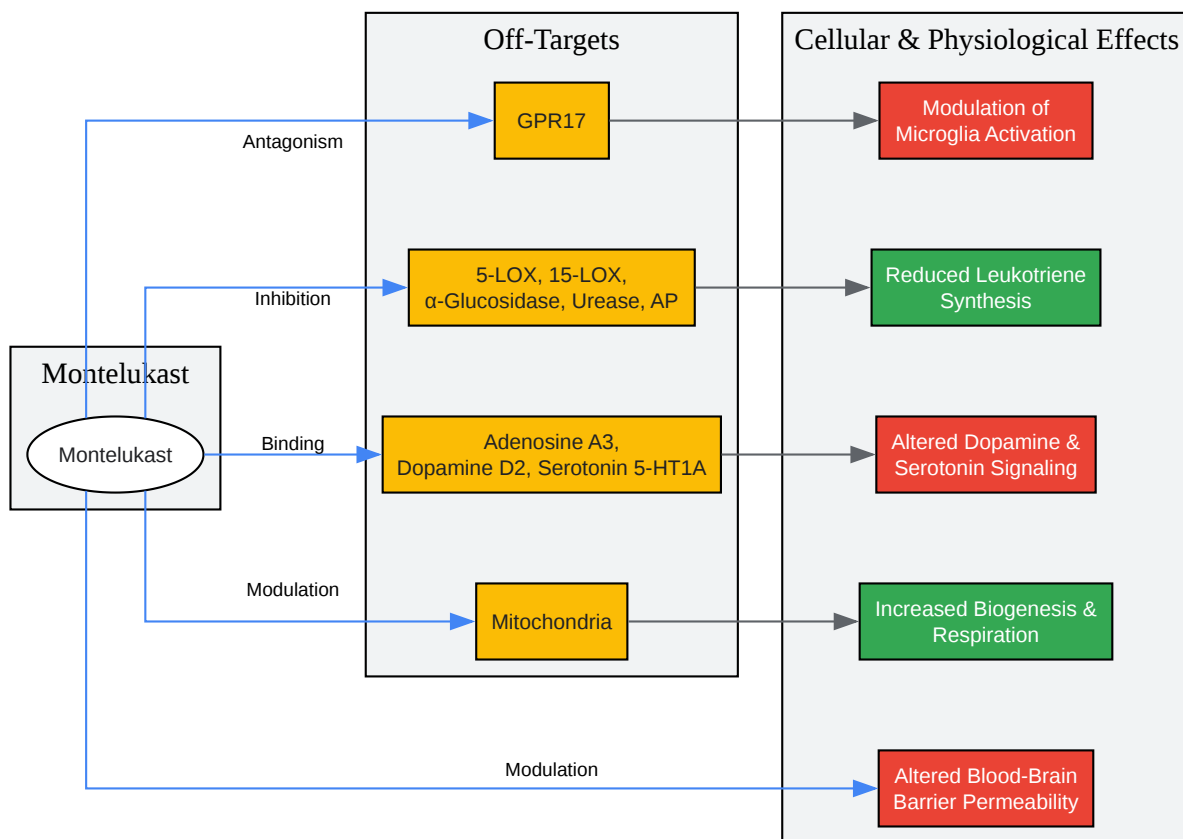 Off-Targets
Cellular & Physiological Effects
GPR17
Modulation of
Microglia Activation
Antagonism
5-LOX, 15-LOX,
α-Glucosidase, Urease, AP
Reduced Leukotriene
Synthesis
Inhibition
Montelukast
Montelukast
Binding
Adenosine A3,
Dopamine D2, Serotonin 5-HT1A
Altered Dopamine &
Serotonin Signaling
Modulation
Mitochondria
Increased Biogenesis &
Respiration
Modulation
Altered Blood-Brain
Barrier Permeability